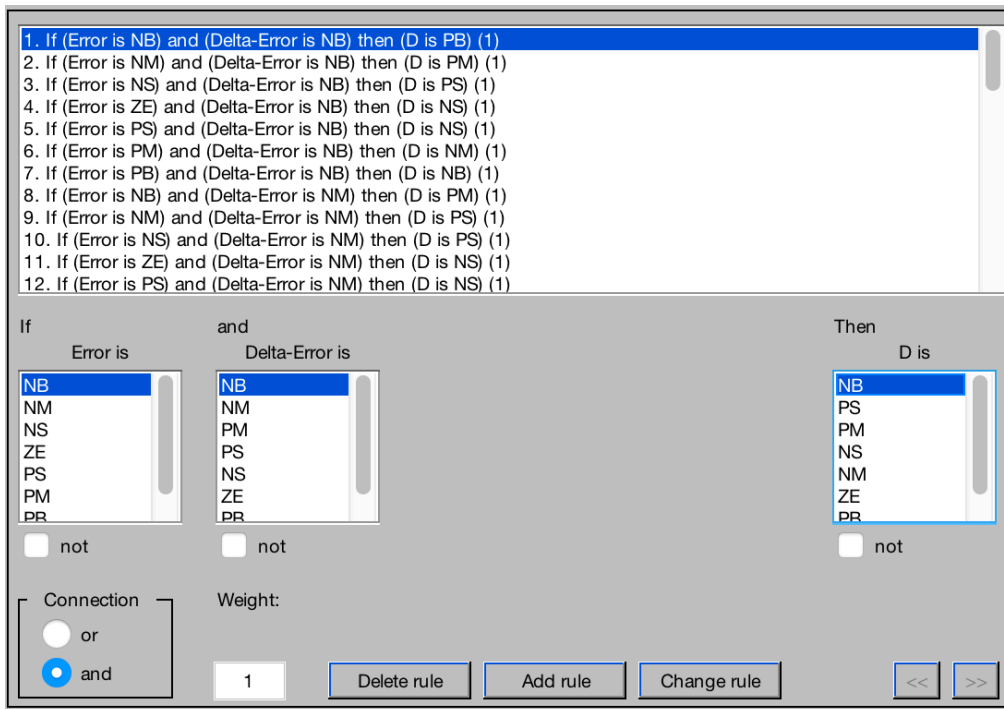 1. If (Error is NB) and (Delta-Error is NB) then (D is PB) (1)
2. If (Error is NM) and (Delta-Error is NB) then (D is PM) (1)
3. If (Error is NS) and (Delta-Error is NB) then (D is PS) (1)
4. If (Error is ZE) and (Delta-Error is NB) then (D is NS) (1)
5. If (Error is PS) and (Delta-Error is NB) then (D is NS) (1)
6. If (Error is PM) and (Delta-Error is NB) then (D is NM) (1)
7. If (Error is PB) and (Delta-Error is NB) then (D is NB) (1)
8. If (Error is NB) and (Delta-Error is NM) then (D is PM) (1)
9. If (Error is NM) and (Delta-Error is NM) then (D is PS) (1)
10. If (Error is NS) and (Delta-Error is NM) then (D is PS) (1)
11. If (Error is ZE) and (Delta-Error is NM) then (D is NS) (1)
12. If (Error is PS) and (Delta-Error is NM) then (D is NS) (1)
If
Error is
NB
NM
NS
ZE
PS
PM
PB
not
and
Delta-Error is
NB
NM
PM
PS
NS
ZE
PB
not
Then
D is
NB
PS
PM
NS
NM
ZE
PB
not
Connection
or
and
Weight:
1
Delete rule
Add rule
Change rule
<<
>>